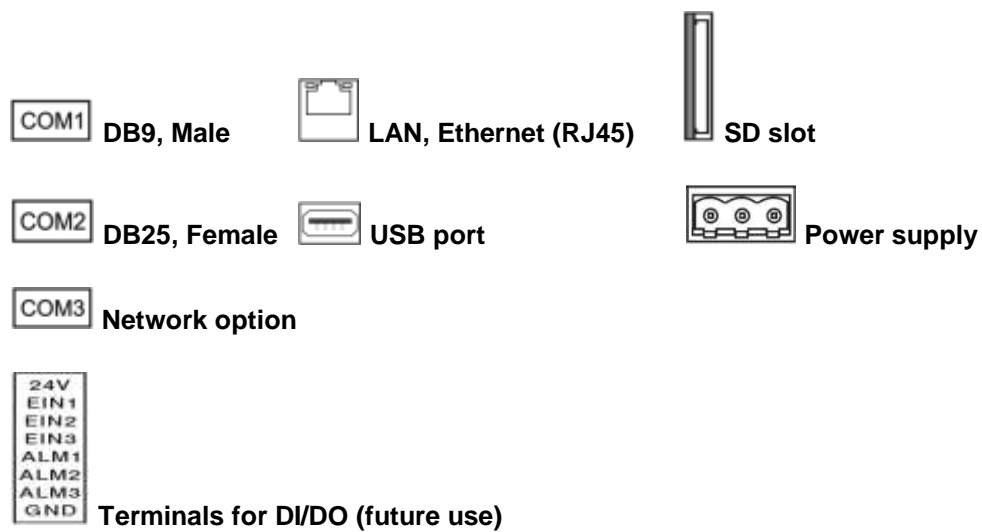 COM1 DB9, Male
LAN, Ethernet (RJ45)
SD slot
COM2 DB25, Female
USB port
Power supply
COM3 Network option
24V
EIN1
EIN2
EIN3
ALM1
ALM2
ALM3
GND
Terminals for DI/DO (future use)